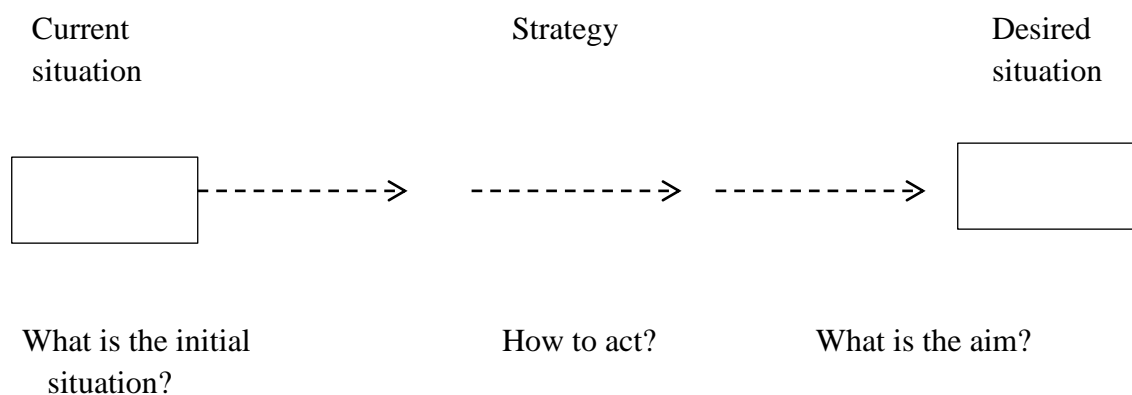 Current
situation
Strategy
Desired
situation
What is the initial
situation?
How to act?
What is the aim?